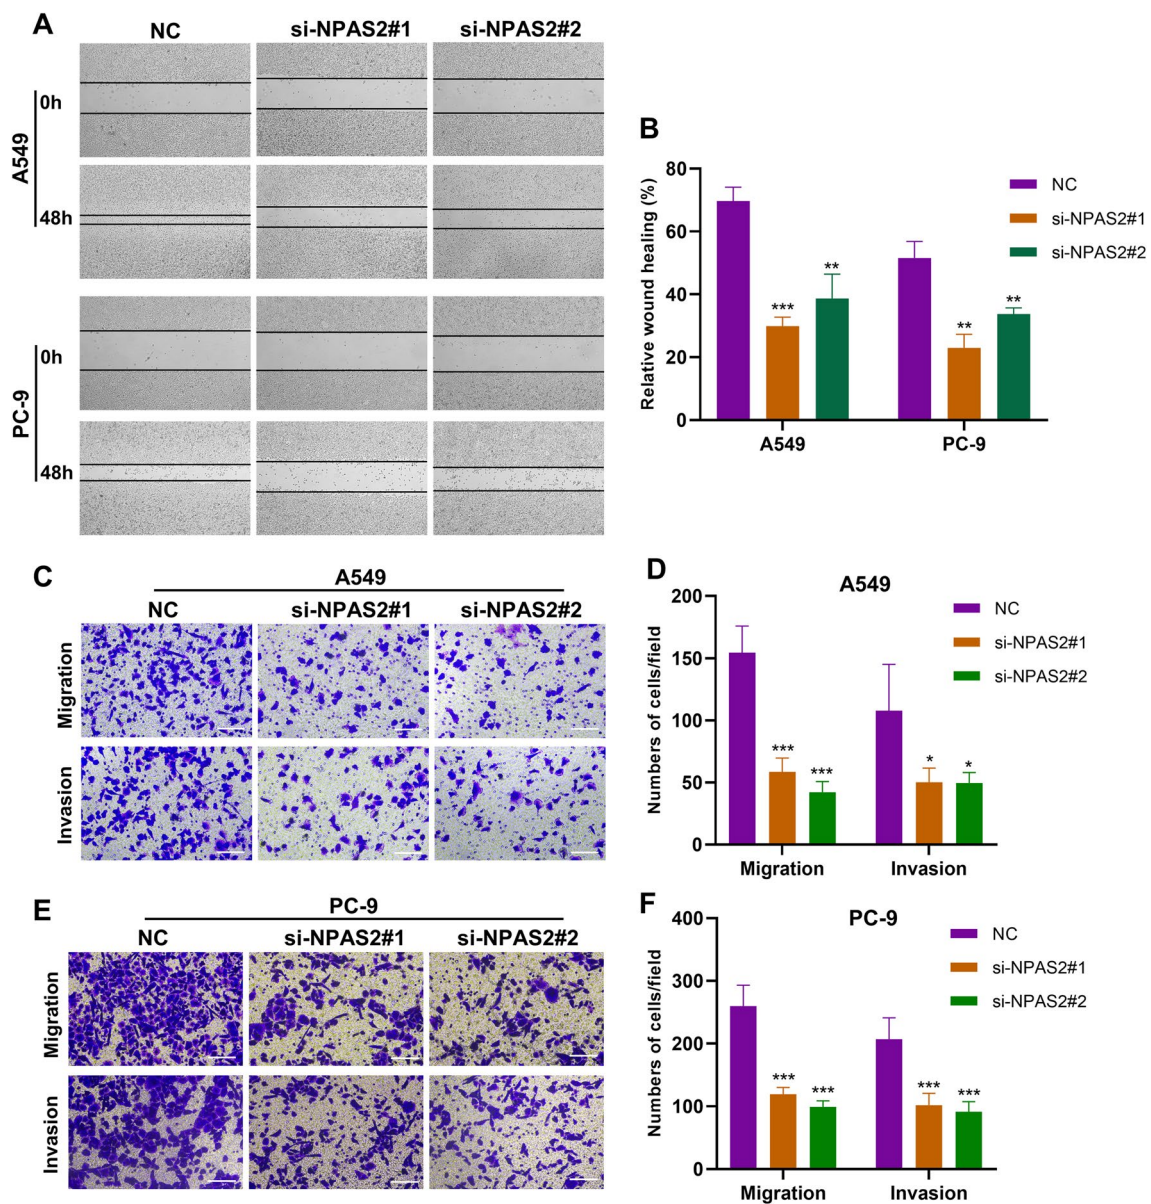 A
NC si-NPAS2#1 si-NPAS2#2
A549
0h
48h
PC-9
0h
48h
B
Relative wound healing (%)
80
60
40
20
0
*** ** ** **
A549 PC-9
NC
si-NPAS2#1
si-NPAS2#2
C
A549
NC si-NPAS2#1 si-NPAS2#2
Migration
Invasion
D
A549
Numbers of cells/field
200
150
100
50
0
*** *** * *
Migration Invasion
NC
si-NPAS2#1
si-NPAS2#2
E
PC-9
NC si-NPAS2#1 si-NPAS2#2
Migration
Invasion
F
PC-9
Numbers of cells/field
400
300
200
100
0
*** *** *** ***
Migration Invasion
NC
si-NPAS2#1
si-NPAS2#2